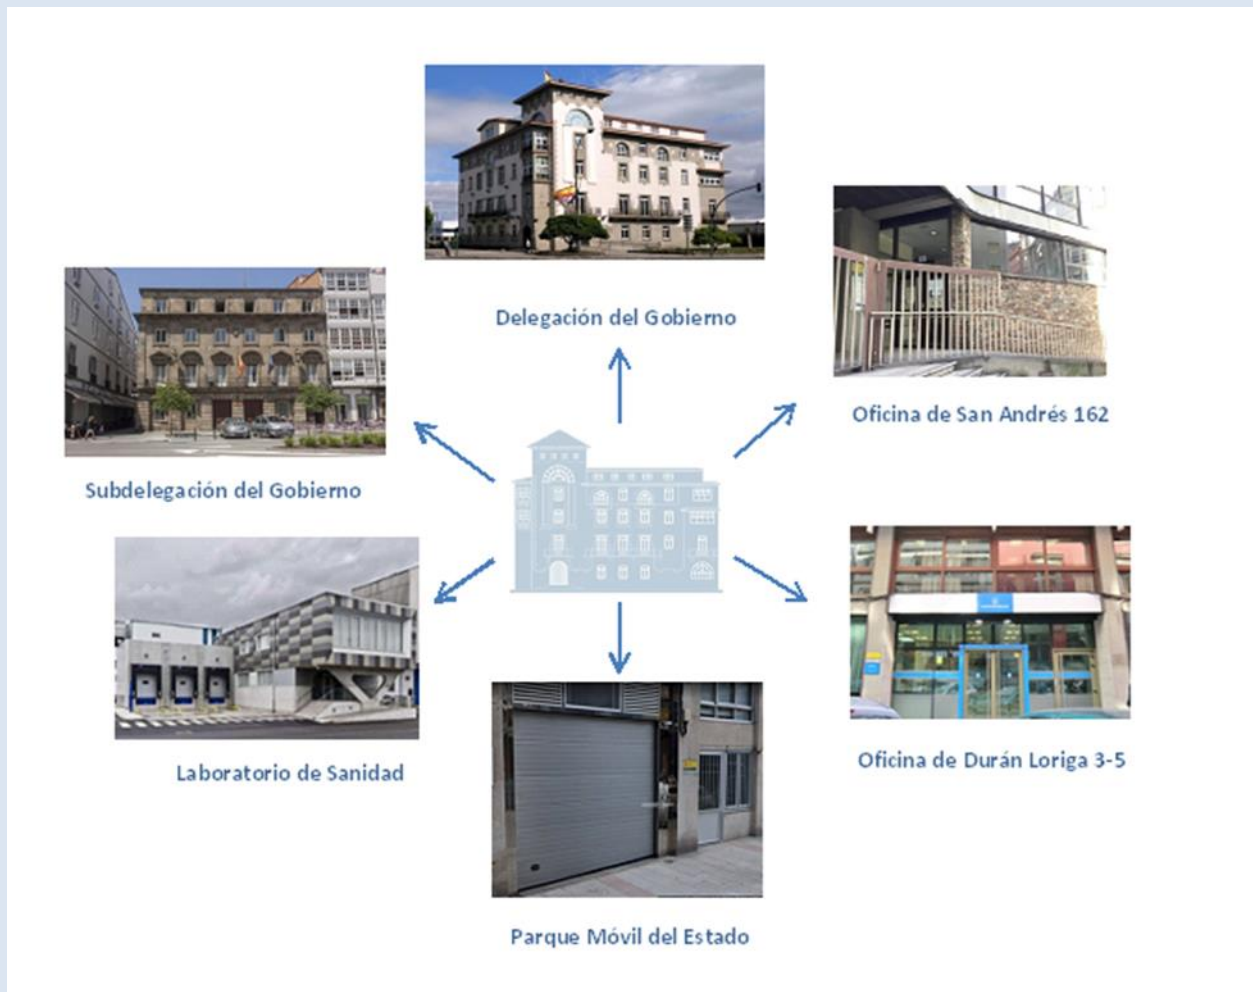 Delegación del Gobierno
Oficina de San Andrés 162
Subdelegación del Gobierno
Oficina de Durán Loriga 3-5
Laboratorio de Sanidad
Parque Móvil del Estado